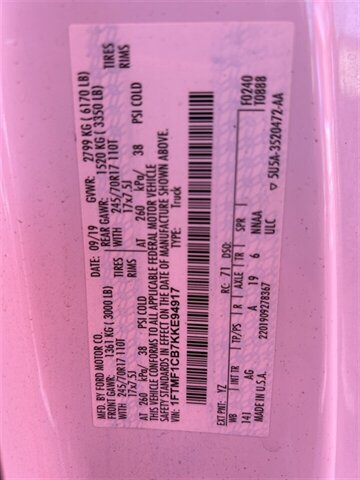 MFD. BY FORD MOTOR CO.
09/19 GVWR: 2799 KG ( 6170 LB)
FRONT GAWR: 1361 KG ( 3000 LB) REAR GAWR: 1520 KG ( 3350 LB)
WITH TIRES WITH TIRES
245/70R17 110T 245/70R17 110T
17x7.5J RIMS 17x7.5J RIMS
AT 260 kPa/ 38 PSI COLD AT 260 kPa/ 38 PSI COLD
THIS VEHICLE CONFORMS TO ALL APPLICABLE FEDERAL MOTOR VEHICLE
SAFETY STANDARDS IN EFFECT ON THE DATE OF MANUFACTURE SHOWN ABOVE.
VIN: 1FTMF1CB7KKE94917
TYPE: Truck
F0240
T0888
EXT PNT: YZ RC: 71 DSO:
WB INT TR TP/PS R AXLE TR SPR
141 AG A 19 6 NNAA
2201909278367 ULC
MADE IN U.S.A. 5U5A-3520472-AA